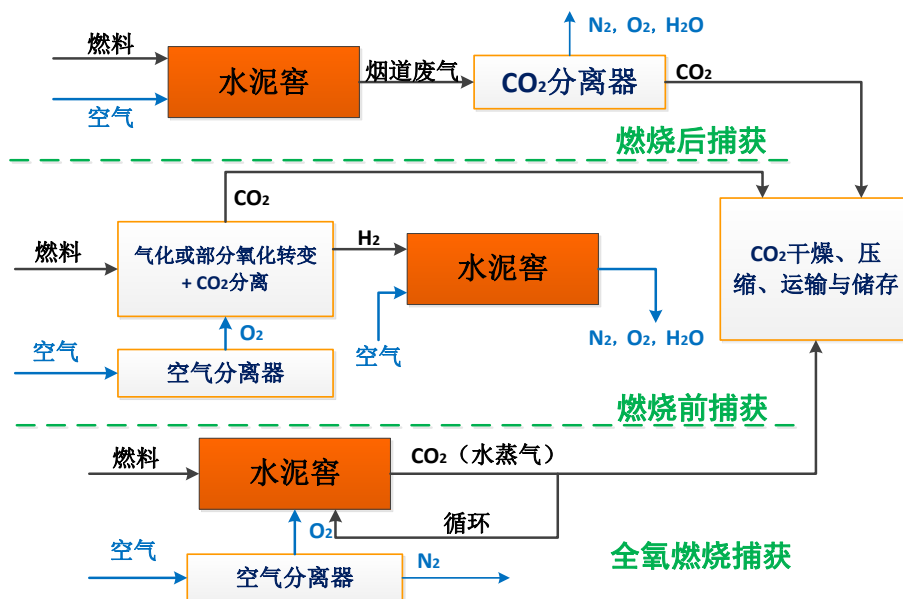 燃料
空气
水泥窑
烟道废气
N₂, O₂, H₂O
CO₂分离器
CO₂
燃烧后捕获
CO₂
燃料
气化或部分氧化转变
+ CO₂分离
H₂
水泥窑
空气
N₂, O₂, H₂O
O₂
空气
空气分离器
CO₂干燥、压
缩、运输与储存
燃烧前捕获
燃料
水泥窑
CO₂（水蒸气）
循环
O₂
空气
空气分离器
N₂
全氧燃烧捕获